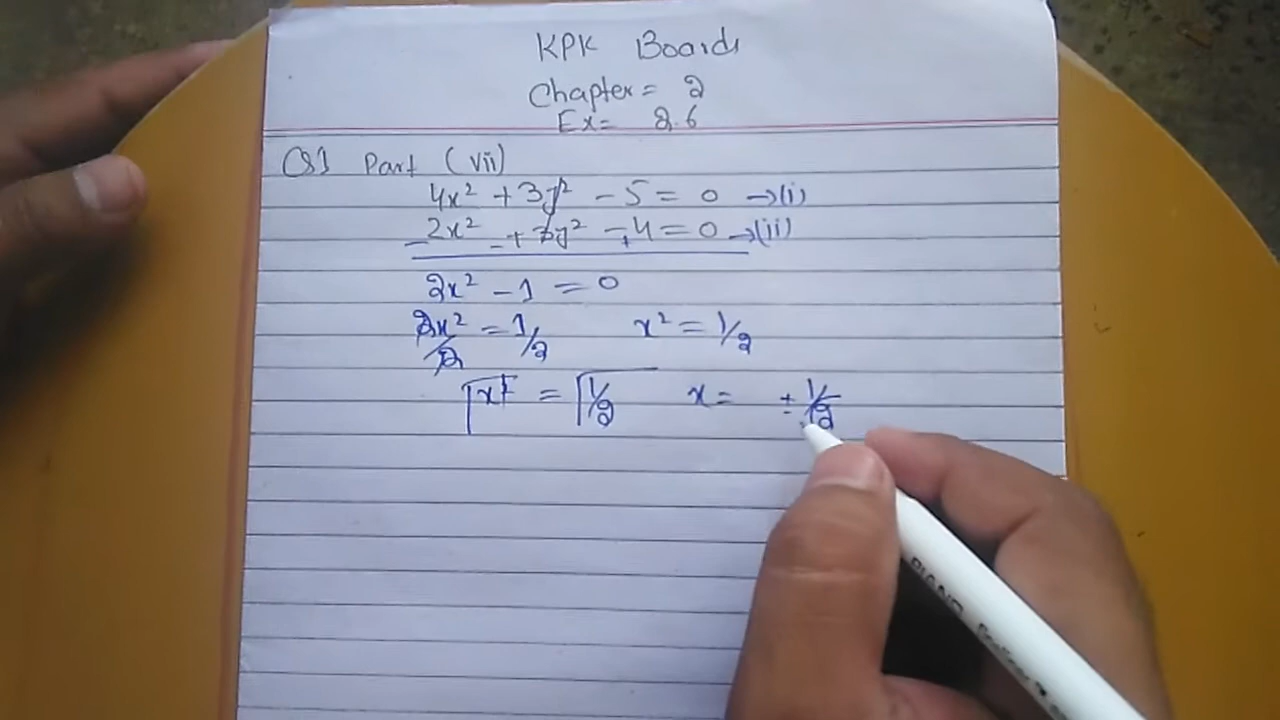 KPK Board
Chapter = 2
Ex = 2.6
Q1 Part (vii)
4x² + 3y² - 5 = 0 →(i)
2x² + 3y² - 4 = 0 →(ii)
- - +
2x² - 1 = 0
2x²/2 = 1/2 x² = 1/2
√x² = √1/2 x = ± 1/√2
PIANO